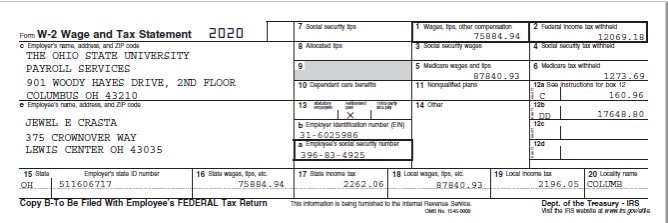 Form W-2 Wage and Tax Statement 2020
7 Social security tips
1 Wages, tips, other compensation
75884.94
2 Federal income tax withheld
12069.18
c Employer's name, address, and ZIP code
THE OHIO STATE UNIVERSITY
PAYROLL SERVICES
901 WOODY HAYES DRIVE, 2ND FLOOR
COLUMBUS OH 43210
8 Allocated tips
3 Social security wages
4 Social security tax withheld
9
5 Medicare wages and tips
87840.93
6 Medicare tax withheld
1273.69
10 Dependent care benefits
11 Nonqualified plans
12a See instructions for box 12
C 160.96
e Employee's name, address, and ZIP code
JEWEL E CRASTA
375 CROWNOVER WAY
LEWIS CENTER OH 43035
13 statutory employee retirement plan third-party sick pay
X
14 Other
12b
DD 17648.80
b Employer identification number (EIN)
31-6025986
12c
a Employee's social security number
396-83-4925
12d
15 State Employer's state ID number
OH 511606717
16 State wages, tips, etc.
75884.94
17 State income tax
2262.06
18 Local wages, tips, etc.
87840.93
19 Local income tax
2196.05
20 Locality name
COLUMB
Copy B-To Be Filed With Employee's FEDERAL Tax Return
This information is being furnished to the Internal Revenue Service.
OMB No. 1545-0008
Dept. of the Treasury - IRS
Visit the IRS website at www.irs.gov/efile.